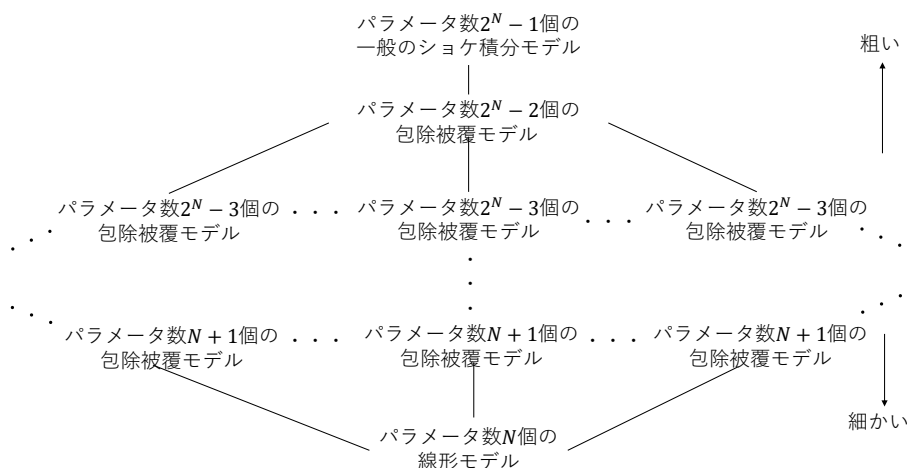 パラメータ数2^N − 1個の
一般のショケ積分モデル
粗い
パラメータ数2^N − 2個の
包除被覆モデル
パラメータ数2^N − 3個の
包除被覆モデル
パラメータ数2^N − 3個の
包除被覆モデル
パラメータ数2^N − 3個の
包除被覆モデル
パラメータ数N + 1個の
包除被覆モデル
パラメータ数N + 1個の
包除被覆モデル
パラメータ数N + 1個の
包除被覆モデル
細かい
パラメータ数N個の
線形モデル